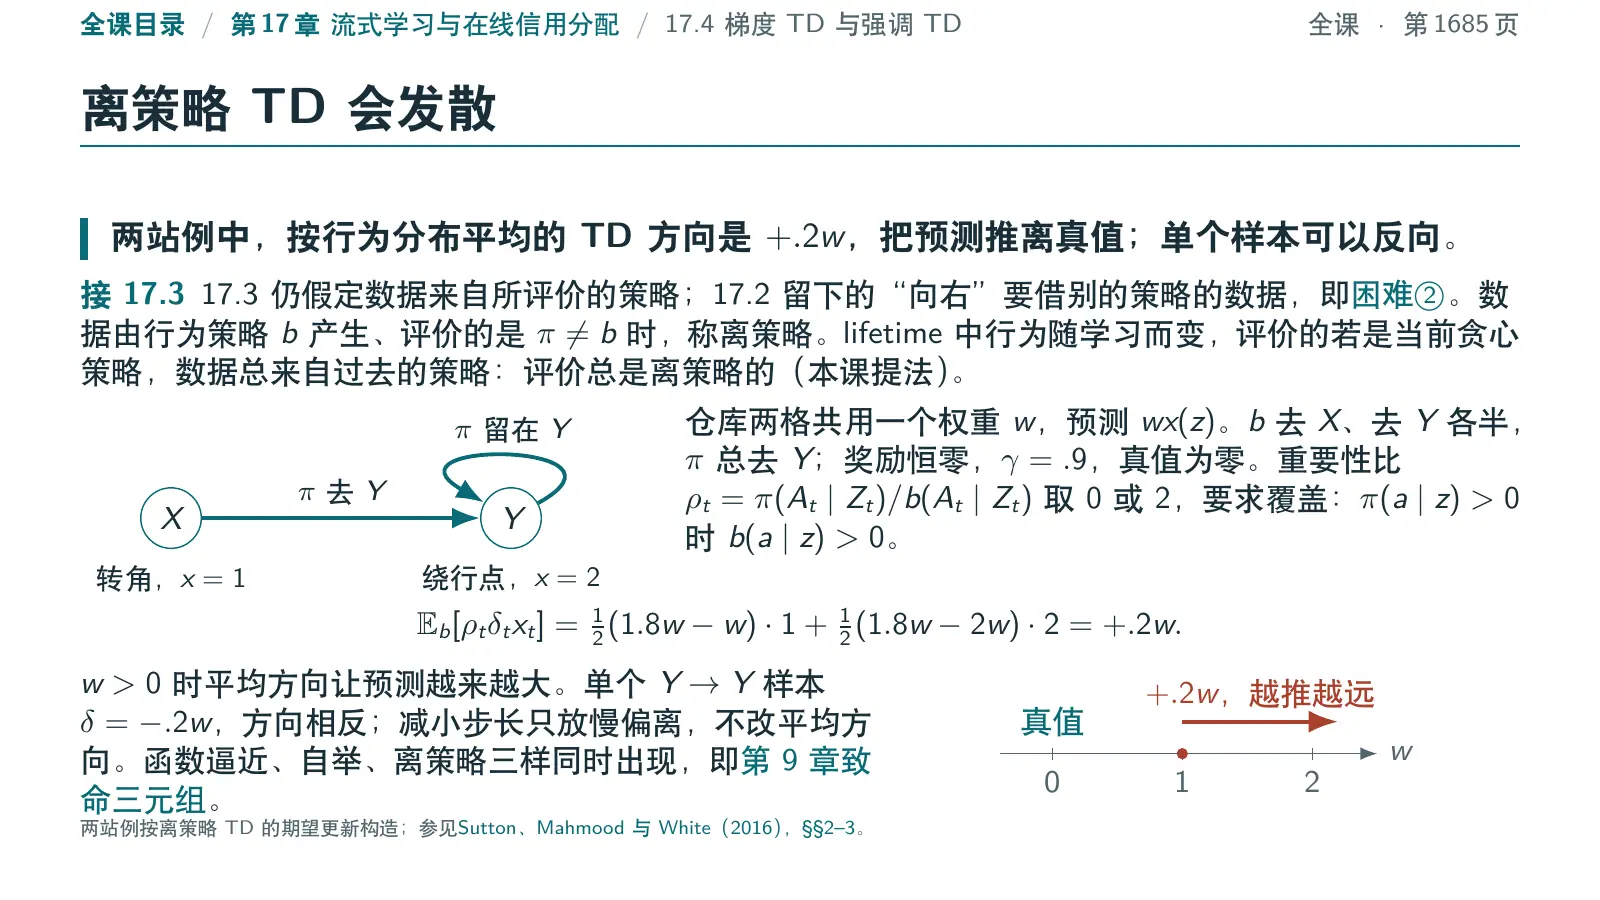 全课目录 / 第 17 章 流式学习与在线信用分配 / 17.4 梯度 TD 与强调 TD
全课 · 第 1685 页
离策略 TD 会发散
两站例中，按行为分布平均的 TD 方向是 +.2w，把预测推离真值；单个样本可以反向。
接 17.3 17.3 仍假定数据来自所评价的策略；17.2 留下的“向右”要借别的策略的数据，即困难②。数
据由行为策略 b 产生、评价的是 π ≠ b 时，称离策略。lifetime 中行为随学习而变，评价的若是当前贪心
策略，数据总来自过去的策略：评价总是离策略的（本课提法）。
π 留在 Y
π 去 Y
X
Y
转角，x = 1
绕行点，x = 2
仓库两格共用一个权重 w，预测 wx(z)。b 去 X、去 Y 各半，
π 总去 Y；奖励恒零，γ = .9，真值为零。重要性比
ρ_t = π(A_t | Z_t)/b(A_t | Z_t) 取 0 或 2，要求覆盖：π(a | z) > 0
时 b(a | z) > 0。
𝔼_b[ρ_tδ_tx_t] = ½(1.8w − w) · 1 + ½(1.8w − 2w) · 2 = +.2w.
w > 0 时平均方向让预测越来越大。单个 Y → Y 样本
δ = −.2w，方向相反；减小步长只放慢偏离，不改平均方
向。函数逼近、自举、离策略三样同时出现，即第 9 章致
命三元组。
+.2w，越推越远
真值
w
0 1 2
两站例按离策略 TD 的期望更新构造；参见Sutton、Mahmood 与 White（2016），§§2–3。